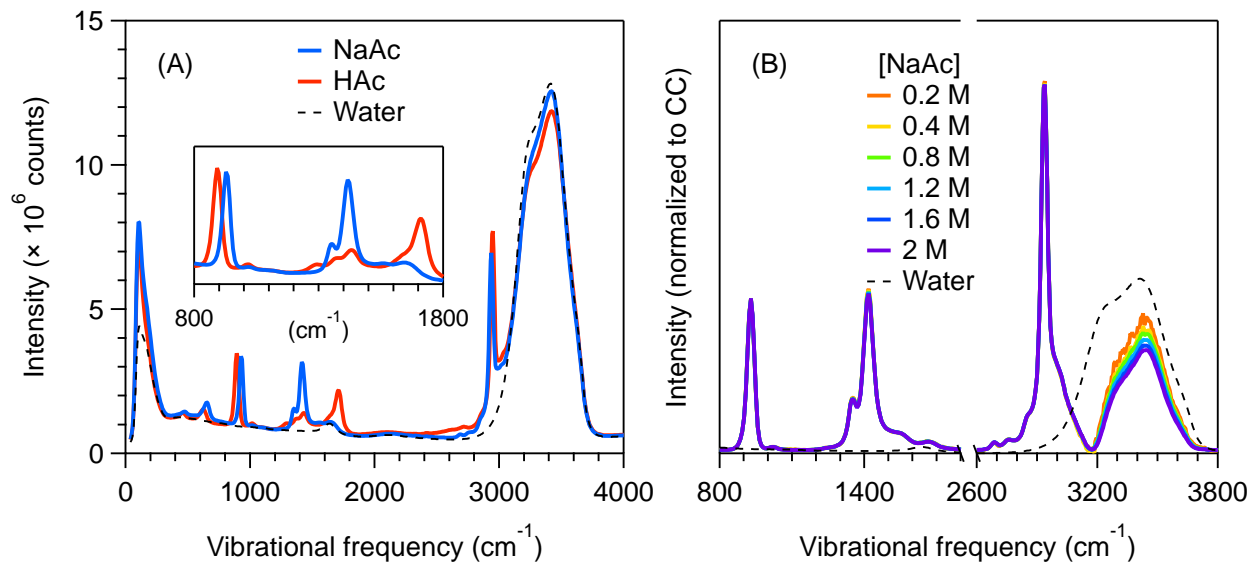 15
10
5
0
Intensity (× 10⁶ counts)
(A)
NaAc
HAc
Water
800
(cm⁻¹)
1800
0
1000
2000
3000
4000
Vibrational frequency (cm⁻¹)
Intensity (normalized to CC)
(B)
[NaAc]
0.2 M
0.4 M
0.8 M
1.2 M
1.6 M
2 M
Water
800
1400
2600
3200
3800
Vibrational frequency (cm⁻¹)